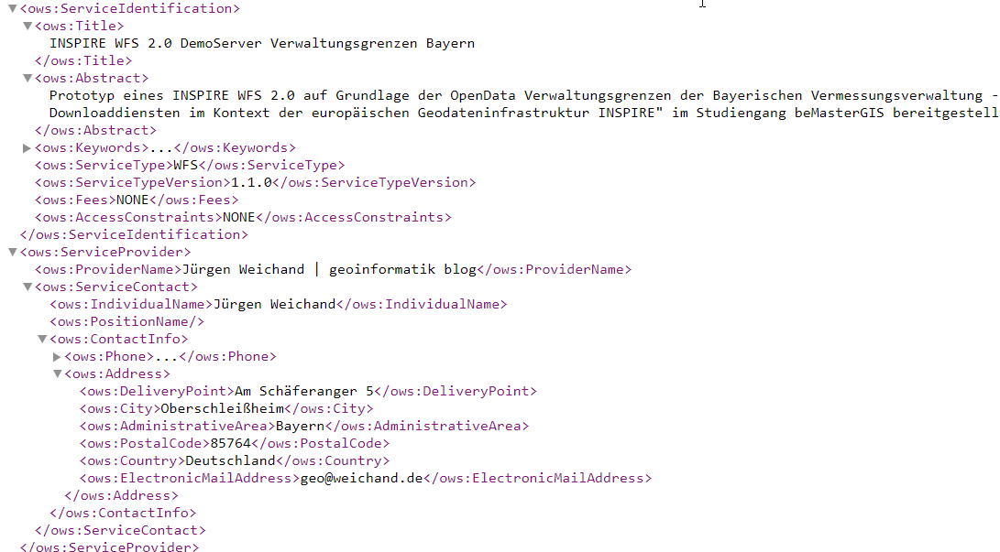 <ows:ServiceIdentification>
<ows:Title>
INSPIRE WFS 2.0 DemoServer Verwaltungsgrenzen Bayern
</ows:Title>
<ows:Abstract>
Prototyp eines INSPIRE WFS 2.0 auf Grundlage der OpenData Verwaltungsgrenzen der Bayerischen Vermessungsverwaltung -
Downloaddiensten im Kontext der europäischen Geodateninfrastruktur INSPIRE" im Studiengang beMasterGIS bereitgestell
</ows:Abstract>
<ows:Keywords>...</ows:Keywords>
<ows:ServiceType>WFS</ows:ServiceType>
<ows:ServiceTypeVersion>1.1.0</ows:ServiceTypeVersion>
<ows:Fees>NONE</ows:Fees>
<ows:AccessConstraints>NONE</ows:AccessConstraints>
</ows:ServiceIdentification>
<ows:ServiceProvider>
<ows:ProviderName>Jürgen Weichand | geoinformatik blog</ows:ProviderName>
<ows:ServiceContact>
<ows:IndividualName>Jürgen Weichand</ows:IndividualName>
<ows:PositionName/>
<ows:ContactInfo>
<ows:Phone>...</ows:Phone>
<ows:Address>
<ows:DeliveryPoint>Am Schäferanger 5</ows:DeliveryPoint>
<ows:City>Oberschleißheim</ows:City>
<ows:AdministrativeArea>Bayern</ows:AdministrativeArea>
<ows:PostalCode>85764</ows:PostalCode>
<ows:Country>Deutschland</ows:Country>
<ows:ElectronicMailAddress>geo@weichand.de</ows:ElectronicMailAddress>
</ows:Address>
</ows:ContactInfo>
</ows:ServiceContact>
</ows:ServiceProvider>